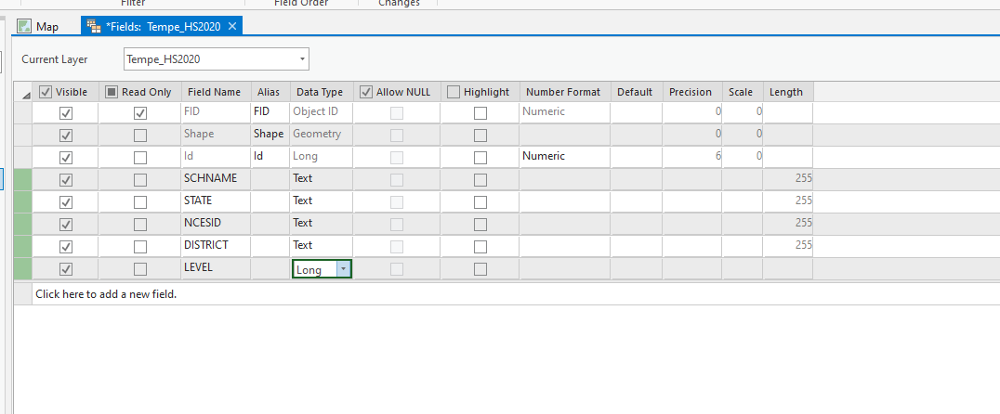 Filter Field Order Changes
Map *Fields: Tempe_HS2020
Current Layer Tempe_HS2020
Visible Read Only Field Name Alias Data Type Allow NULL Highlight Number Format Default Precision Scale Length
FID FID Object ID Numeric 0 0
Shape Shape Geometry 0 0
Id Id Long Numeric 6 0
SCHNAME Text 255
STATE Text 255
NCESID Text 255
DISTRICT Text 255
LEVEL Long
Click here to add a new field.